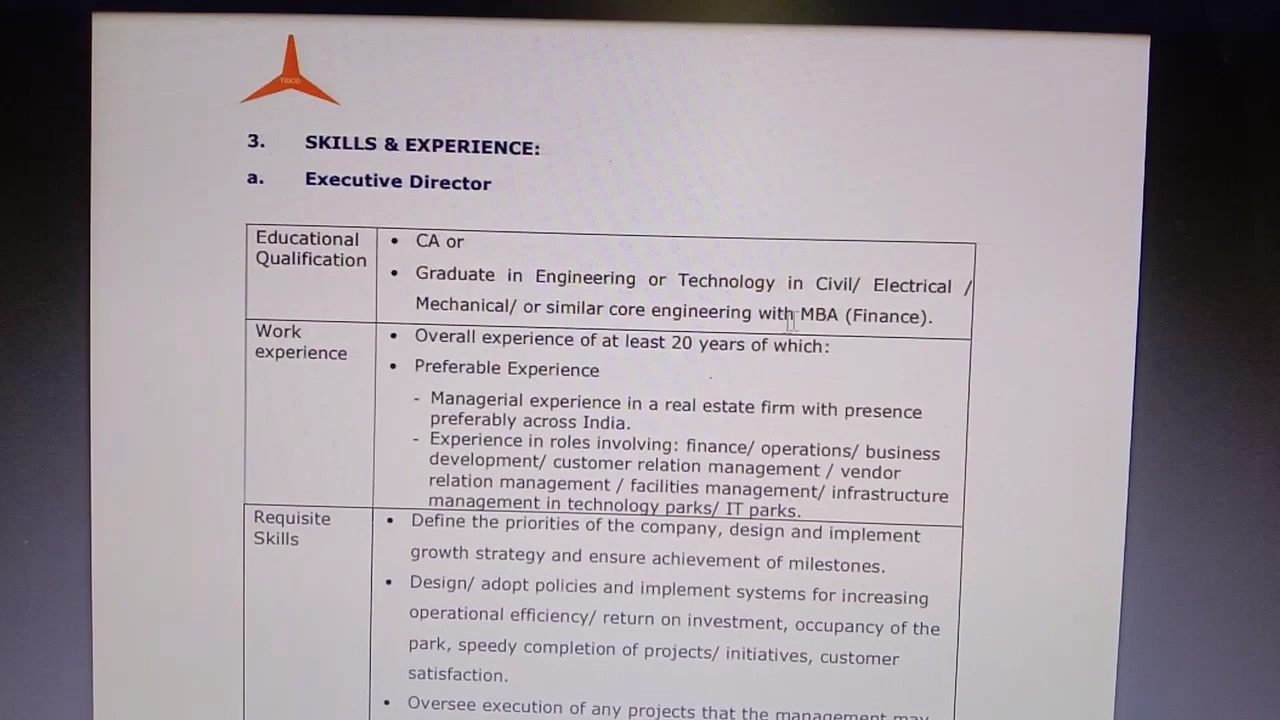 TIDCO
3. SKILLS & EXPERIENCE:
a. Executive Director
Educational
Qualification
• CA or
• Graduate in Engineering or Technology in Civil/ Electrical /
Mechanical/ or similar core engineering with MBA (Finance).
Work
experience
• Overall experience of at least 20 years of which:
• Preferable Experience
- Managerial experience in a real estate firm with presence
preferably across India.
- Experience in roles involving: finance/ operations/ business
development/ customer relation management / vendor
relation management / facilities management/ infrastructure
management in technology parks/ IT parks.
Requisite
Skills
• Define the priorities of the company, design and implement
growth strategy and ensure achievement of milestones.
• Design/ adopt policies and implement systems for increasing
operational efficiency/ return on investment, occupancy of the
park, speedy completion of projects/ initiatives, customer
satisfaction.
• Oversee execution of any projects that the management may